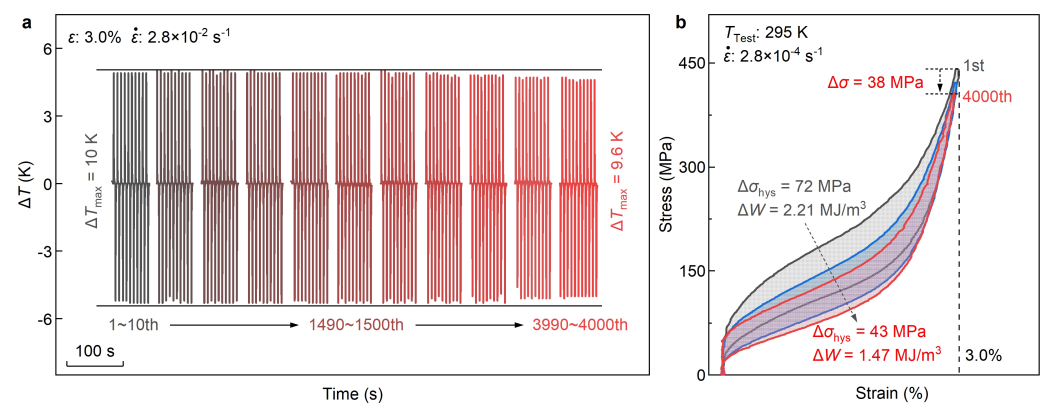 a
ε: 3.0% ε̇: 2.8×10⁻² s⁻¹
6
3
0
-3
-6
ΔT (K)
ΔTmax = 10 K
ΔTmax = 9.6 K
1~10th
1490~1500th
3990~4000th
100 s
Time (s)
b
TTest: 295 K
ε̇: 2.8×10⁻⁴ s⁻¹
450
300
150
0
Stress (MPa)
1st
Δσ = 38 MPa
4000th
Δσhys = 72 MPa
ΔW = 2.21 MJ/m³
Δσhys = 43 MPa
ΔW = 1.47 MJ/m³
3.0%
Strain (%)